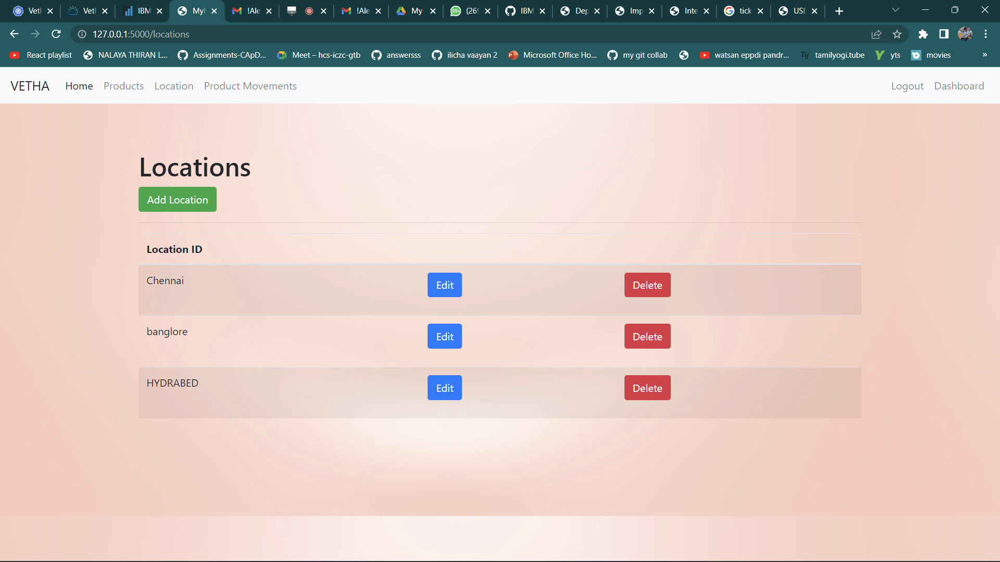 Vetl
Vetl
IBM
MyI
!Ale
!Ale
My
(269
IBM
Dep
Imp
Inte
tick
USE
127.0.0.1:5000/locations
React playlist NALAYA THIRAN L... Assignments-CApD... Meet – hcs-iczc-gtb answersss ilicha vaayan 2 Microsoft Office Ho... my git collab watsan eppdi pandr... Ty tamilyogi.tube yts movies »
VETHA Home Products Location Product Movements Logout Dashboard
Locations
Add Location
Location ID
Chennai Edit Delete
banglore Edit Delete
HYDRABED Edit Delete